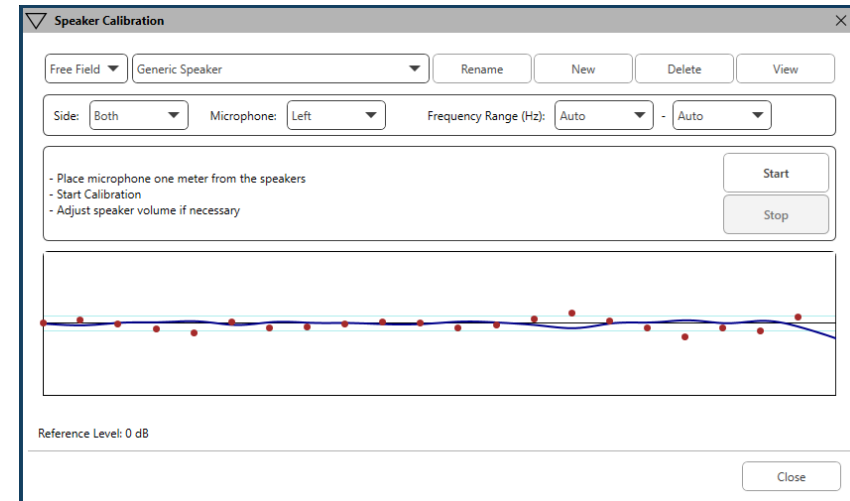 Speaker Calibration
Free Field Generic Speaker Rename New Delete View
Side: Both Microphone: Left Frequency Range (Hz): Auto - Auto
- Place microphone one meter from the speakers
- Start Calibration
- Adjust speaker volume if necessary
Start
Stop
Reference Level: 0 dB
Close